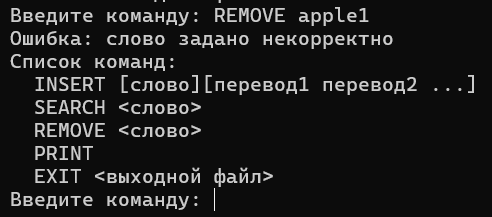 Введите команду: REMOVE apple1
Ошибка: слово задано некорректно
Список команд:
INSERT [слово][перевод1 перевод2 ...]
SEARCH <слово>
REMOVE <слово>
PRINT
EXIT <выходной файл>
Введите команду: